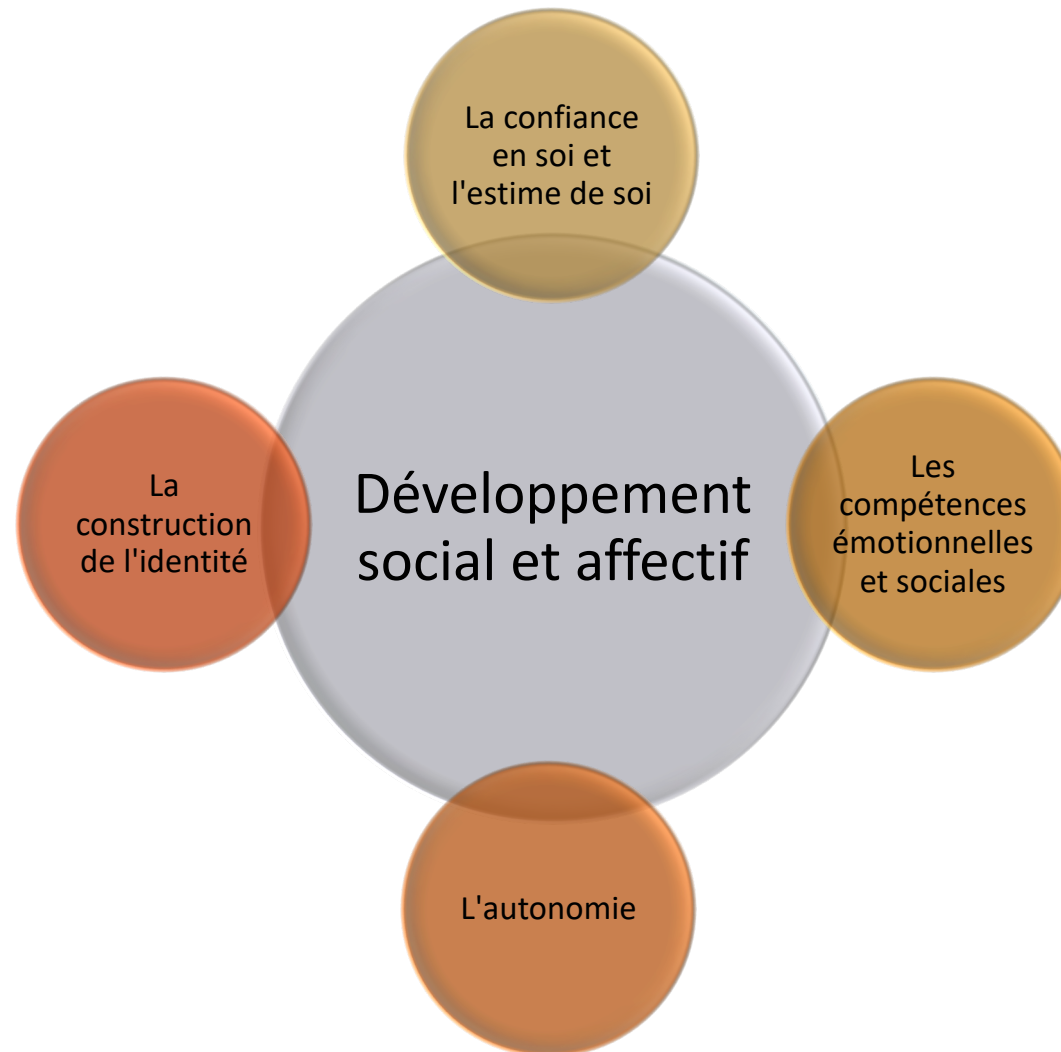 La confiance
en soi et
l'estime de soi
La
construction
de l'identité
Développement
social et affectif
Les
compétences
émotionnelles
et sociales
L'autonomie